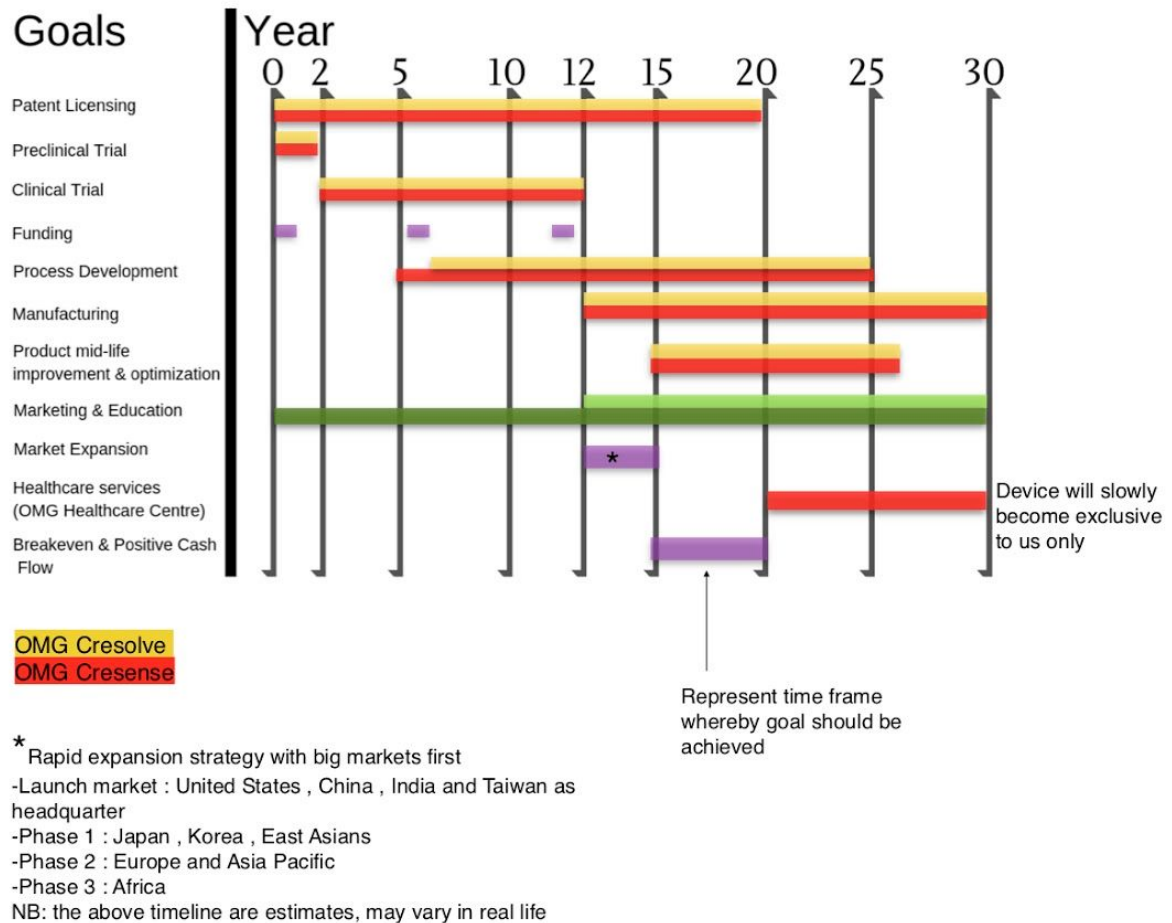 Goals
Year
0 2 5 10 12 15 20 25 30
Patent Licensing
Preclinical Trial
Clinical Trial
Funding
Process Development
Manufacturing
Product mid-life
improvement & optimization
Marketing & Education
Market Expansion
*
Healthcare services
(OMG Healthcare Centre)
Device will slowly
become exclusive
to us only
Breakeven & Positive Cash
Flow
OMG Cresolve
OMG Cresense
Represent time frame
whereby goal should be
achieved
*Rapid expansion strategy with big markets first
-Launch market : United States , China , India and Taiwan as
headquarter
-Phase 1 : Japan , Korea , East Asians
-Phase 2 : Europe and Asia Pacific
-Phase 3 : Africa
NB: the above timeline are estimates, may vary in real life